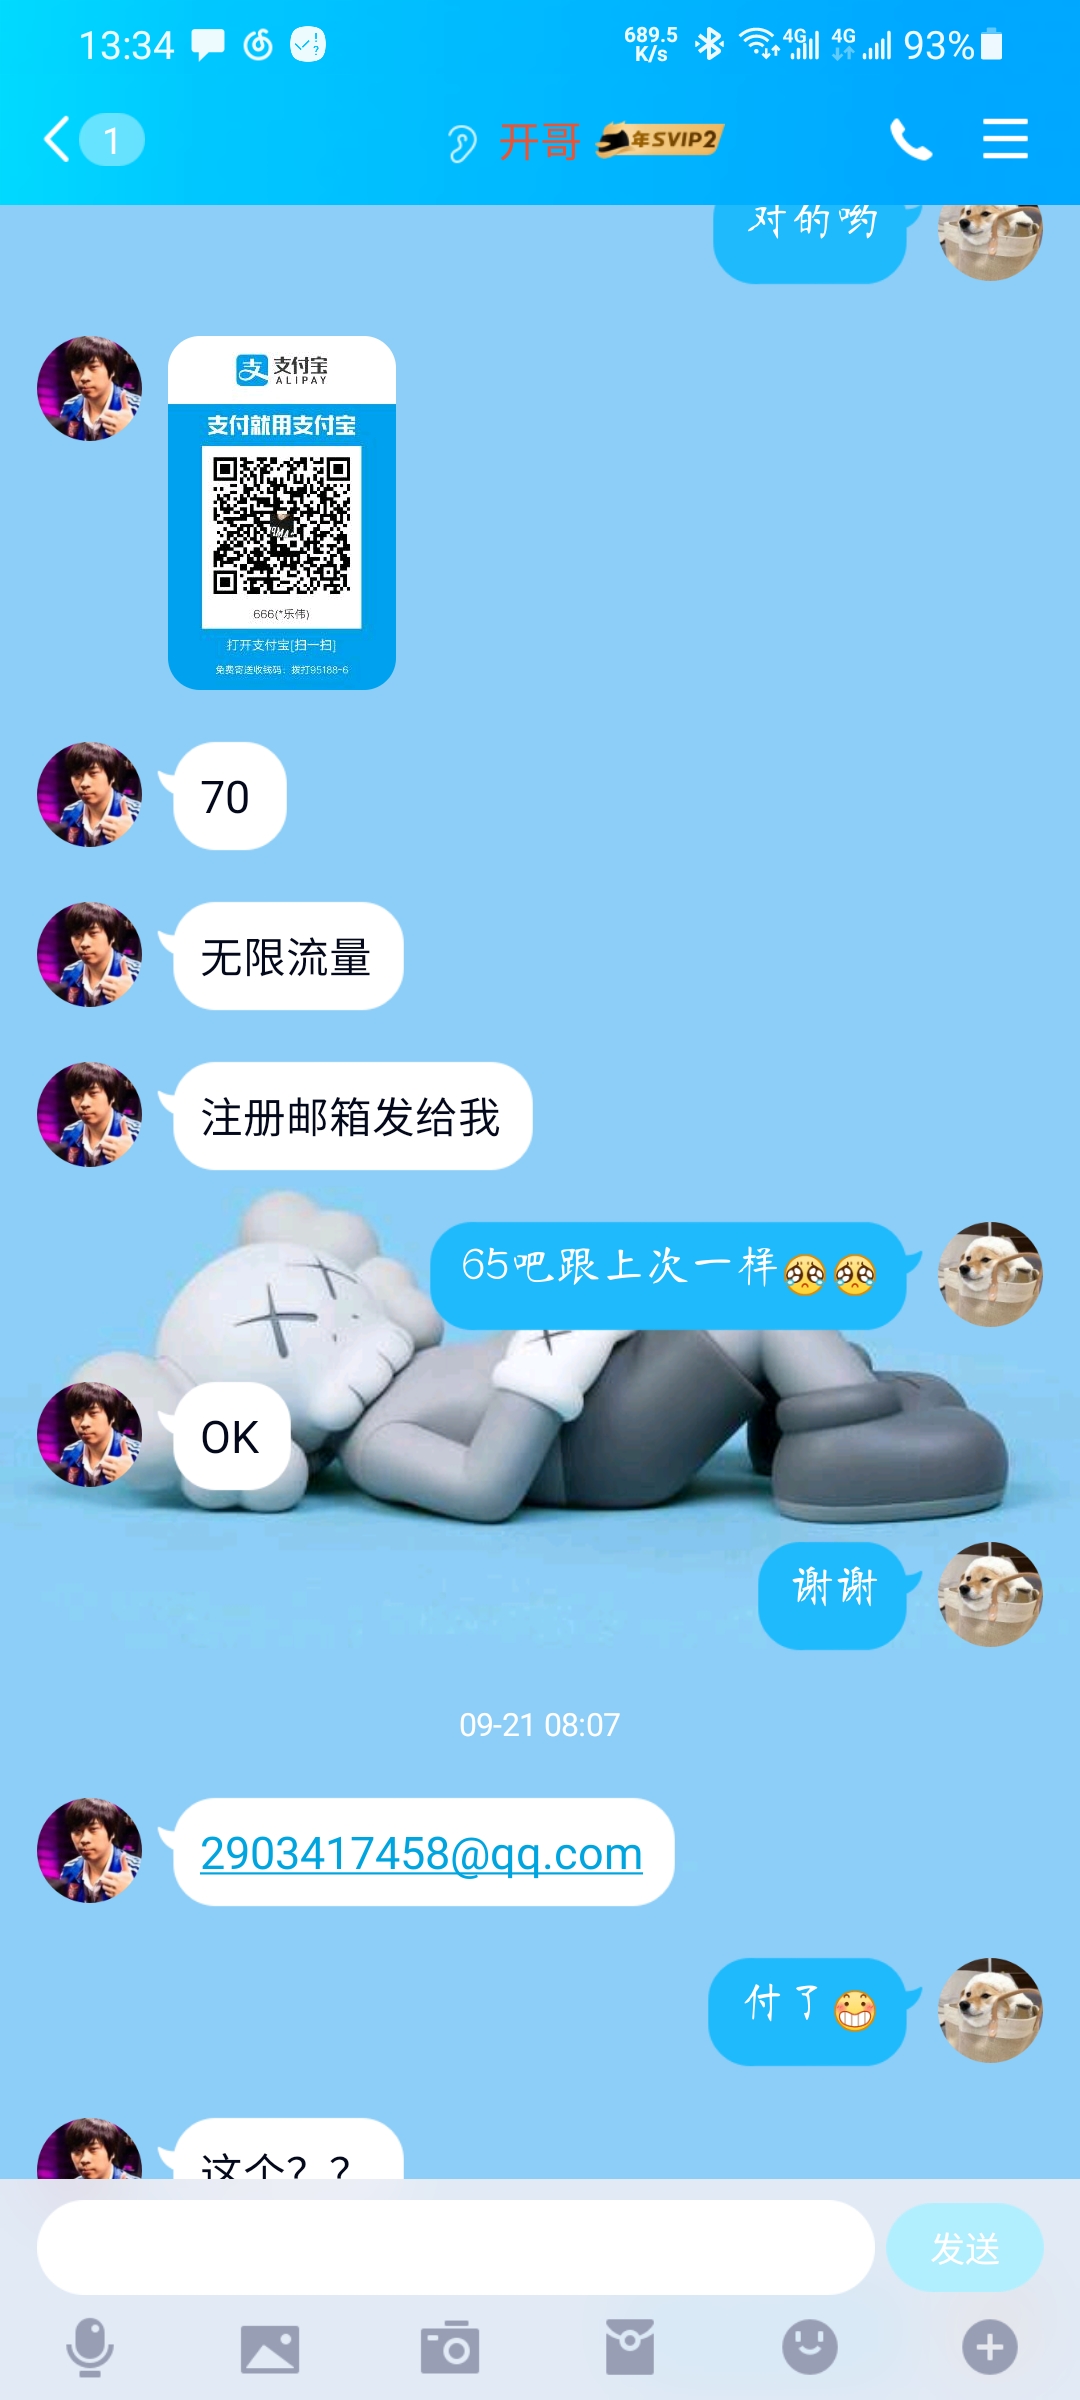 13:34
689.5
K/s
4G
4G
93%
1
开哥
年SVIP2
对的哟
支付宝
ALIPAY
支付就用支付宝
666(*乐伟)
打开支付宝[扫一扫]
免费寄送收钱码：拨打95188-6
70
无限流量
注册邮箱发给我
65吧跟上次一样
OK
谢谢
09-21 08:07
2903417458@qq.com
付了
这个？？
发送